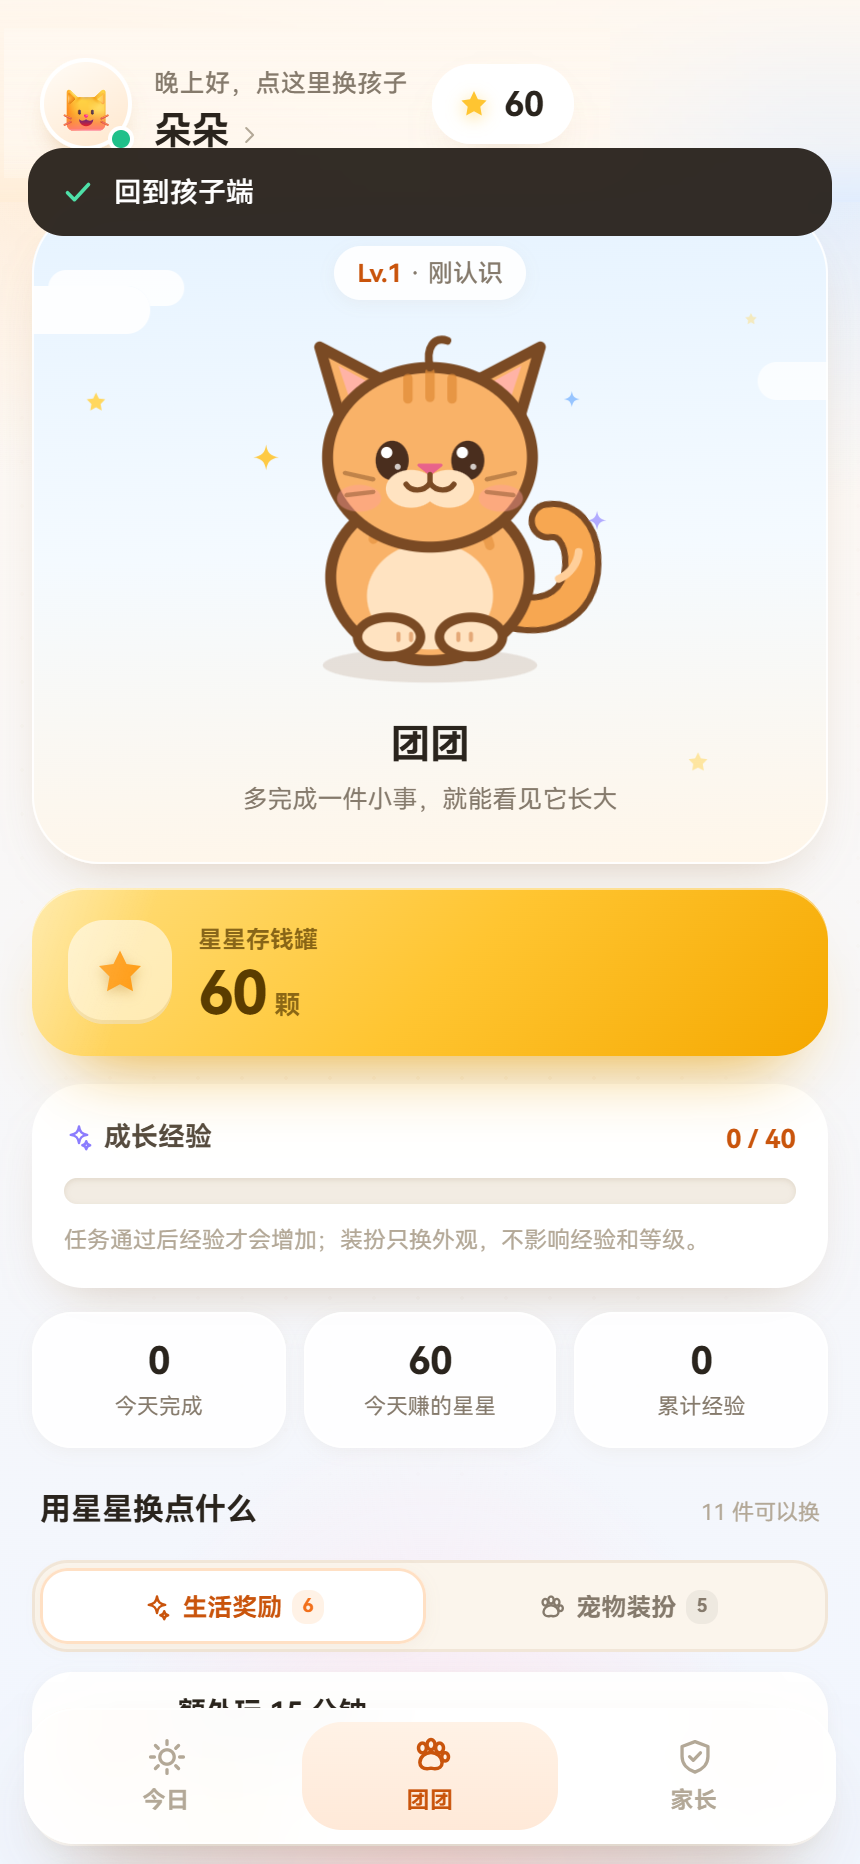 晚上好，点这里换孩子
朵朵
60
回到孩子端
Lv.1 · 刚认识
团团
多完成一件小事，就能看见它长大
星星存钱罐
60 颗
成长经验
0 / 40
任务通过后经验才会增加；装扮只换外观，不影响经验和等级。
0
今天完成
60
今天赚的星星
0
累计经验
用星星换点什么
11 件可以换
生活奖励 6
宠物装扮 5
额外玩 15 分钟
今日
团团
家长